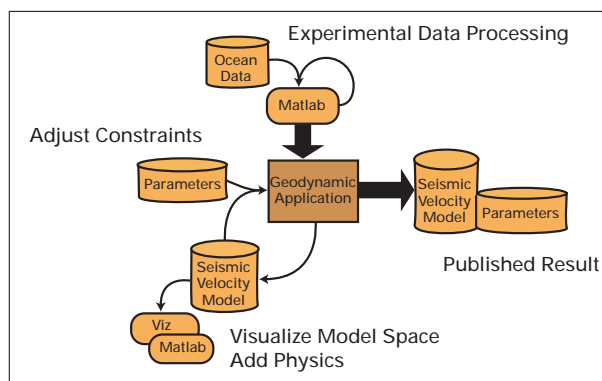 Experimental Data Processing
Ocean
Data
Matlab
Adjust Constraints
Parameters
Geodynamic
Application
Seismic
Velocity
Model
Parameters
Published Result
Seismic
Velocity
Model
Viz
Matlab
Visualize Model Space
Add Physics